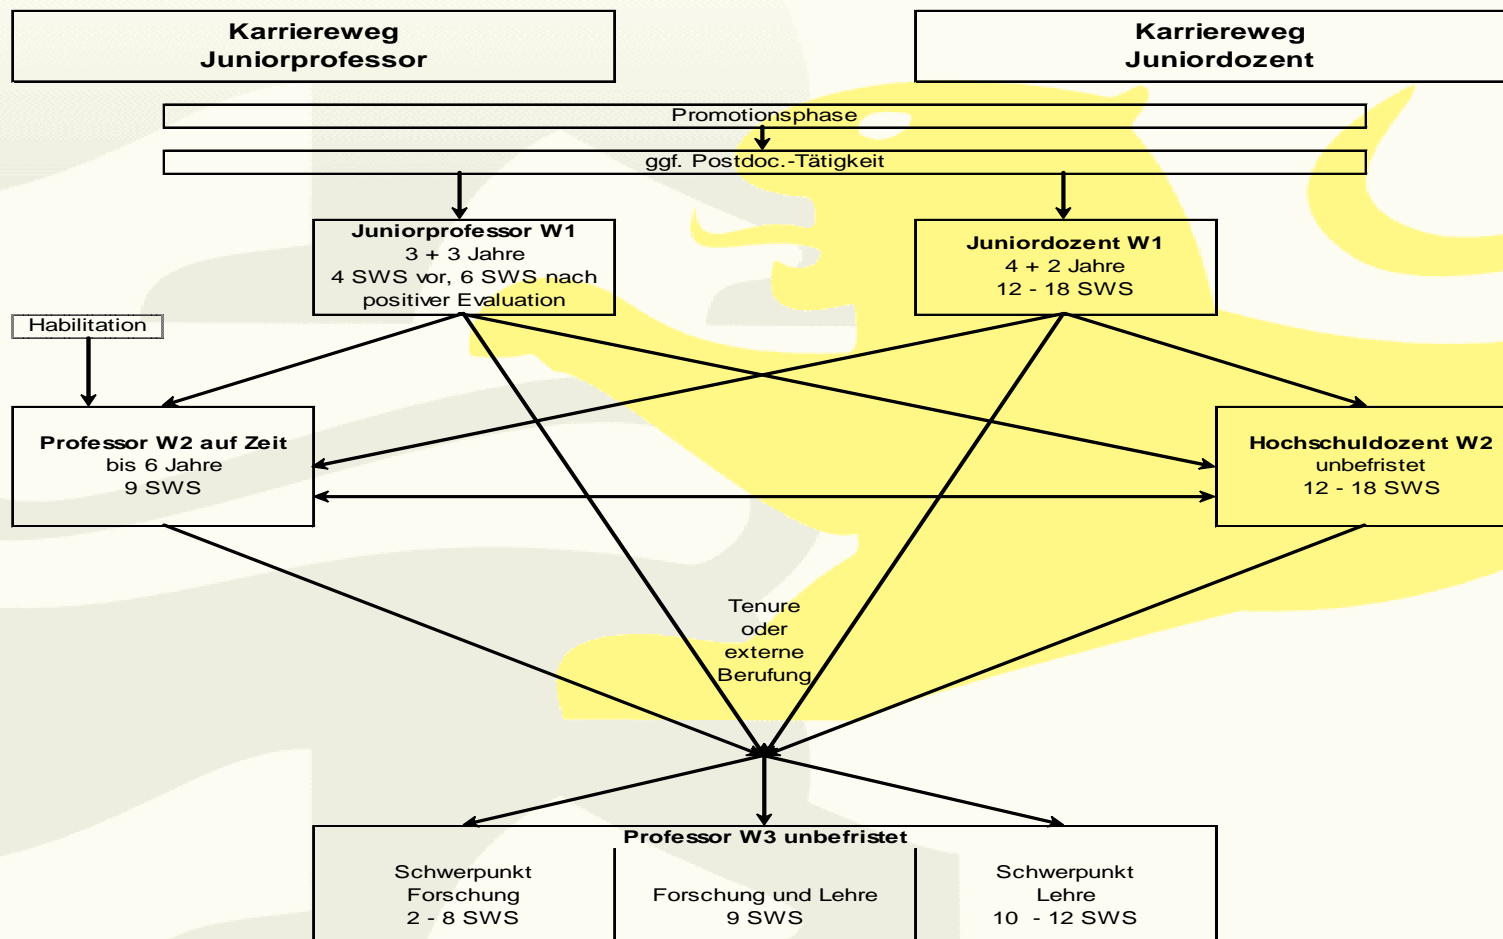 Karriereweg
Juniorprofessor
Karriereweg
Juniordozent
Promotionsphase
ggf. Postdoc.-Tätigkeit
Juniorprofessor W1
3 + 3 Jahre
4 SWS vor, 6 SWS nach
positiver Evaluation
Juniordozent W1
4 + 2 Jahre
12 - 18 SWS
Habilitation
Professor W2 auf Zeit
bis 6 Jahre
9 SWS
Hochschuldozent W2
unbefristet
12 - 18 SWS
Tenure
oder
externe
Berufung
Professor W3 unbefristet
Schwerpunkt
Forschung
2 - 8 SWS
Forschung und Lehre
9 SWS
Schwerpunkt
Lehre
10 - 12 SWS